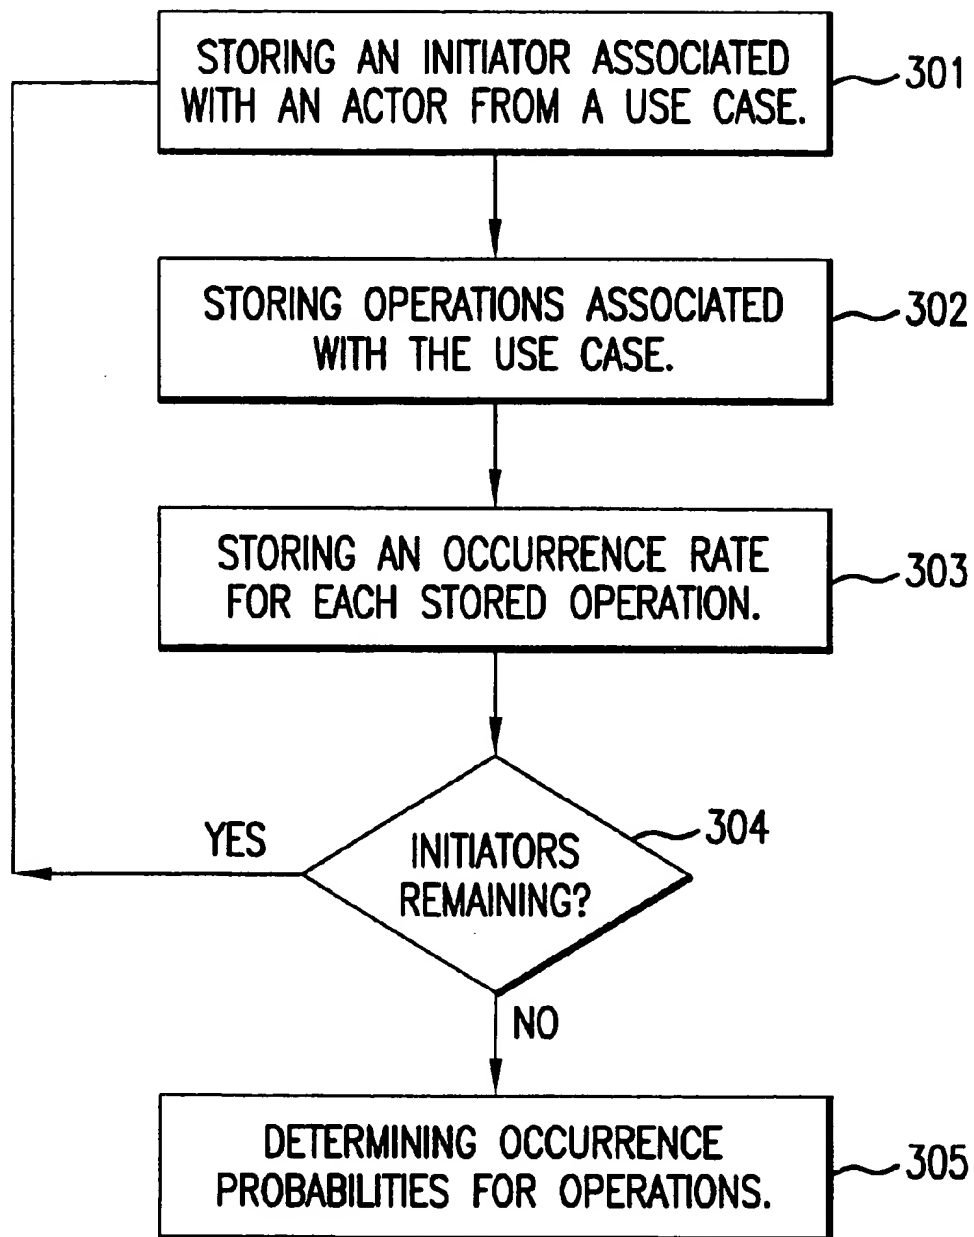 STORING AN INITIATOR ASSOCIATED
WITH AN ACTOR FROM A USE CASE.
301
STORING OPERATIONS ASSOCIATED
WITH THE USE CASE.
302
STORING AN OCCURRENCE RATE
FOR EACH STORED OPERATION.
303
YES
INITIATORS
REMAINING?
304
NO
DETERMINING OCCURRENCE
PROBABILITIES FOR OPERATIONS.
305